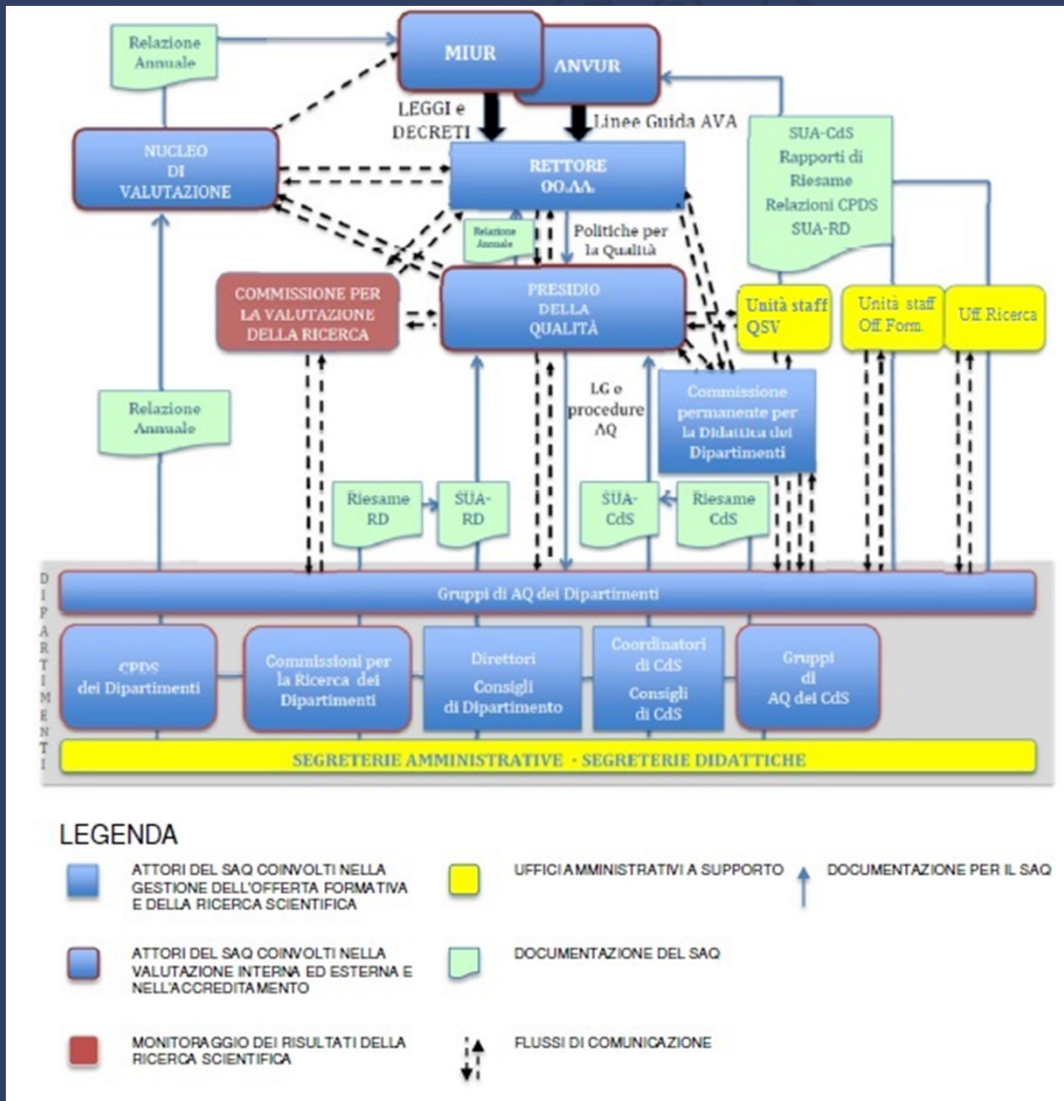 Relazione
Annuale
MIUR
ANVUR
LEGGI e
DECRETI
Linee Guida AVA
NUCLEO
DI
VALUTAZIONE
RETTORE
OO.AA.
SUA-CdS
Rapporti di
Riesame
Relazioni CPDS
SUA-RD
Relazione
Annuale
Politiche per
la Qualità
COMMISSIONE PER
LA VALUTAZIONE
DELLA RICERCA
PRESIDIO
DELLA
QUALITÀ
Unità staff
QSV
Unità staff
Off Form.
Uff Ricerca
Relazione
Annuale
LG e
procedure
AQ
Commissione
permanente per
la Didattica dei
Dipartimenti
Riesame
RD
SUA-
RD
SUA-
CdS
Riesame
CdS
DIPARTIMENTI
Gruppi di AQ dei Dipartimenti
CPDS
dei Dipartimenti
Commissioni per
la Ricerca dei
Dipartimenti
Direttori
Consigli
di Dipartimento
Coordinatori
di CdS
Consigli
di CdS
Gruppi
di
AQ dei CdS
SEGRETERIE AMMINISTRATIVE - SEGRETERIE DIDATTICHE
LEGENDA
ATTORI DEL SAQ COINVOLTI NELLA
GESTIONE DELL'OFFERTA FORMATIVA
E DELLA RICERCA SCIENTIFICA
UFFICI AMMINISTRATIVI A SUPPORTO
DOCUMENTAZIONE PER IL SAQ
ATTORI DEL SAQ COINVOLTI NELLA
VALUTAZIONE INTERNA ED ESTERNA E
NELL'ACCREDITAMENTO
DOCUMENTAZIONE DEL SAQ
MONITORAGGIO DEI RISULTATI DELLA
RICERCA SCIENTIFICA
FLUSSI DI COMUNICAZIONE